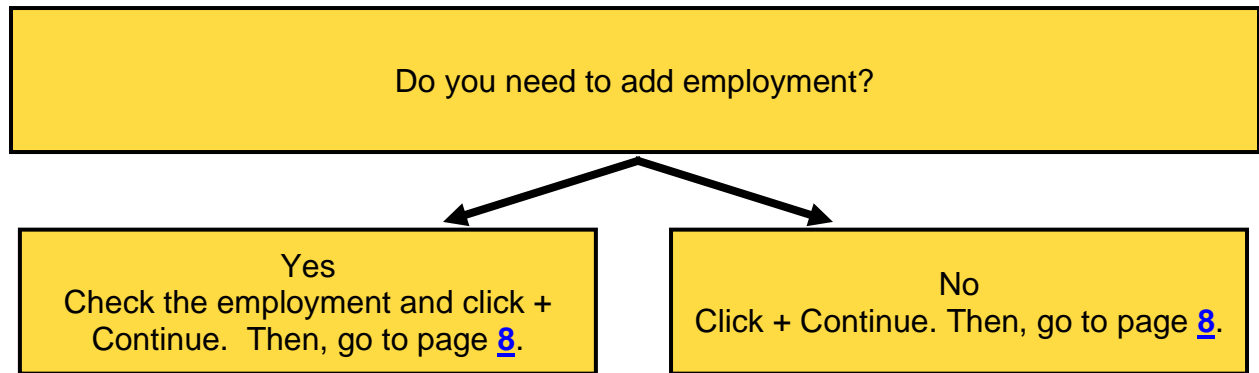 Do you need to add employment?
Yes
Check the employment and click +
Continue.  Then, go to page 8.
No
Click + Continue. Then, go to page 8.